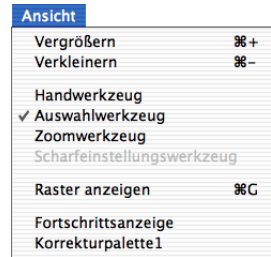 Ansicht
Vergrößern ⌘+
Verkleinern ⌘-
Handwerkzeug
✓ Auswahlwerkzeug
Zoomwerkzeug
Scharfeinstellungswerkzeug
Raster anzeigen ⌘G
Fortschrittsanzeige
Korrekturpalette1